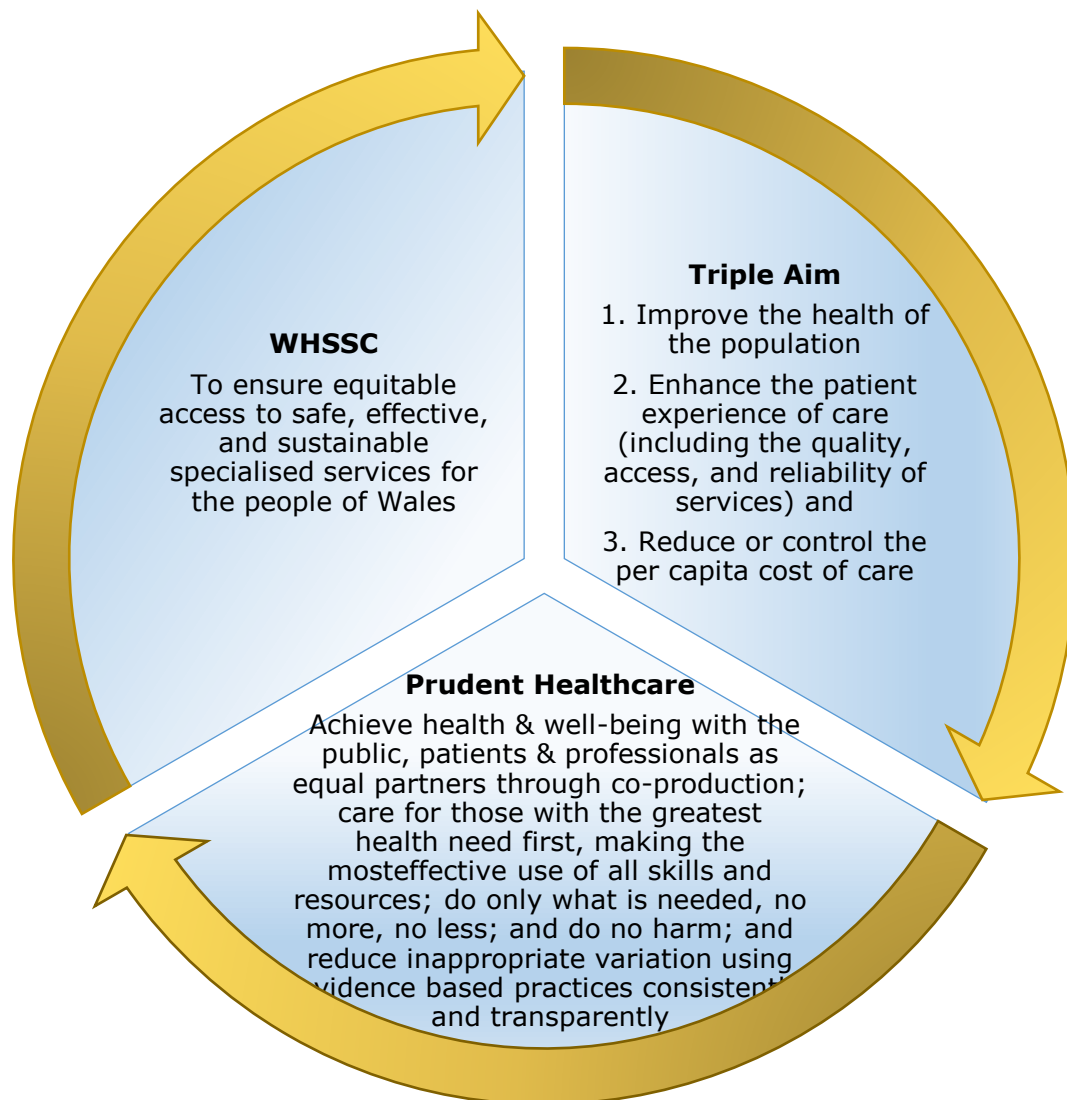 WHSSC
To ensure equitable
access to safe, effective,
and sustainable
specialised services for
the people of Wales
Triple Aim
1. Improve the health of
the population
2. Enhance the patient
experience of care
(including the quality,
access, and reliability of
services) and
3. Reduce or control the
per capita cost of care
Prudent Healthcare
Achieve health & well-being with the
public, patients & professionals as
equal partners through co-production;
care for those with the greatest
health need first, making the
mosteffective use of all skills and
resources; do only what is needed, no
more, no less; and do no harm; and
reduce inappropriate variation using
vidence based practices consistentl
and transparently